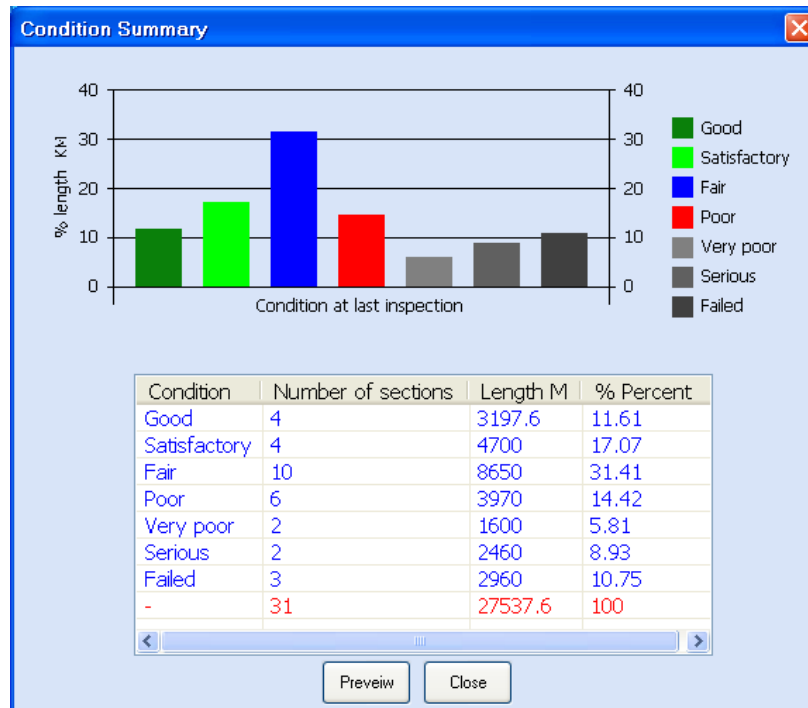 Condition Summary
40 40
30 30
20 20
10 10
0 0
% length KM
Condition at last inspection
Good
Satisfactory
Fair
Poor
Very poor
Serious
Failed
Condition Number of sections Length M % Percent
Good 4 3197.6 11.61
Satisfactory 4 4700 17.07
Fair 10 8650 31.41
Poor 6 3970 14.42
Very poor 2 1600 5.81
Serious 2 2460 8.93
Failed 3 2960 10.75
- 31 27537.6 100
Preveiw Close